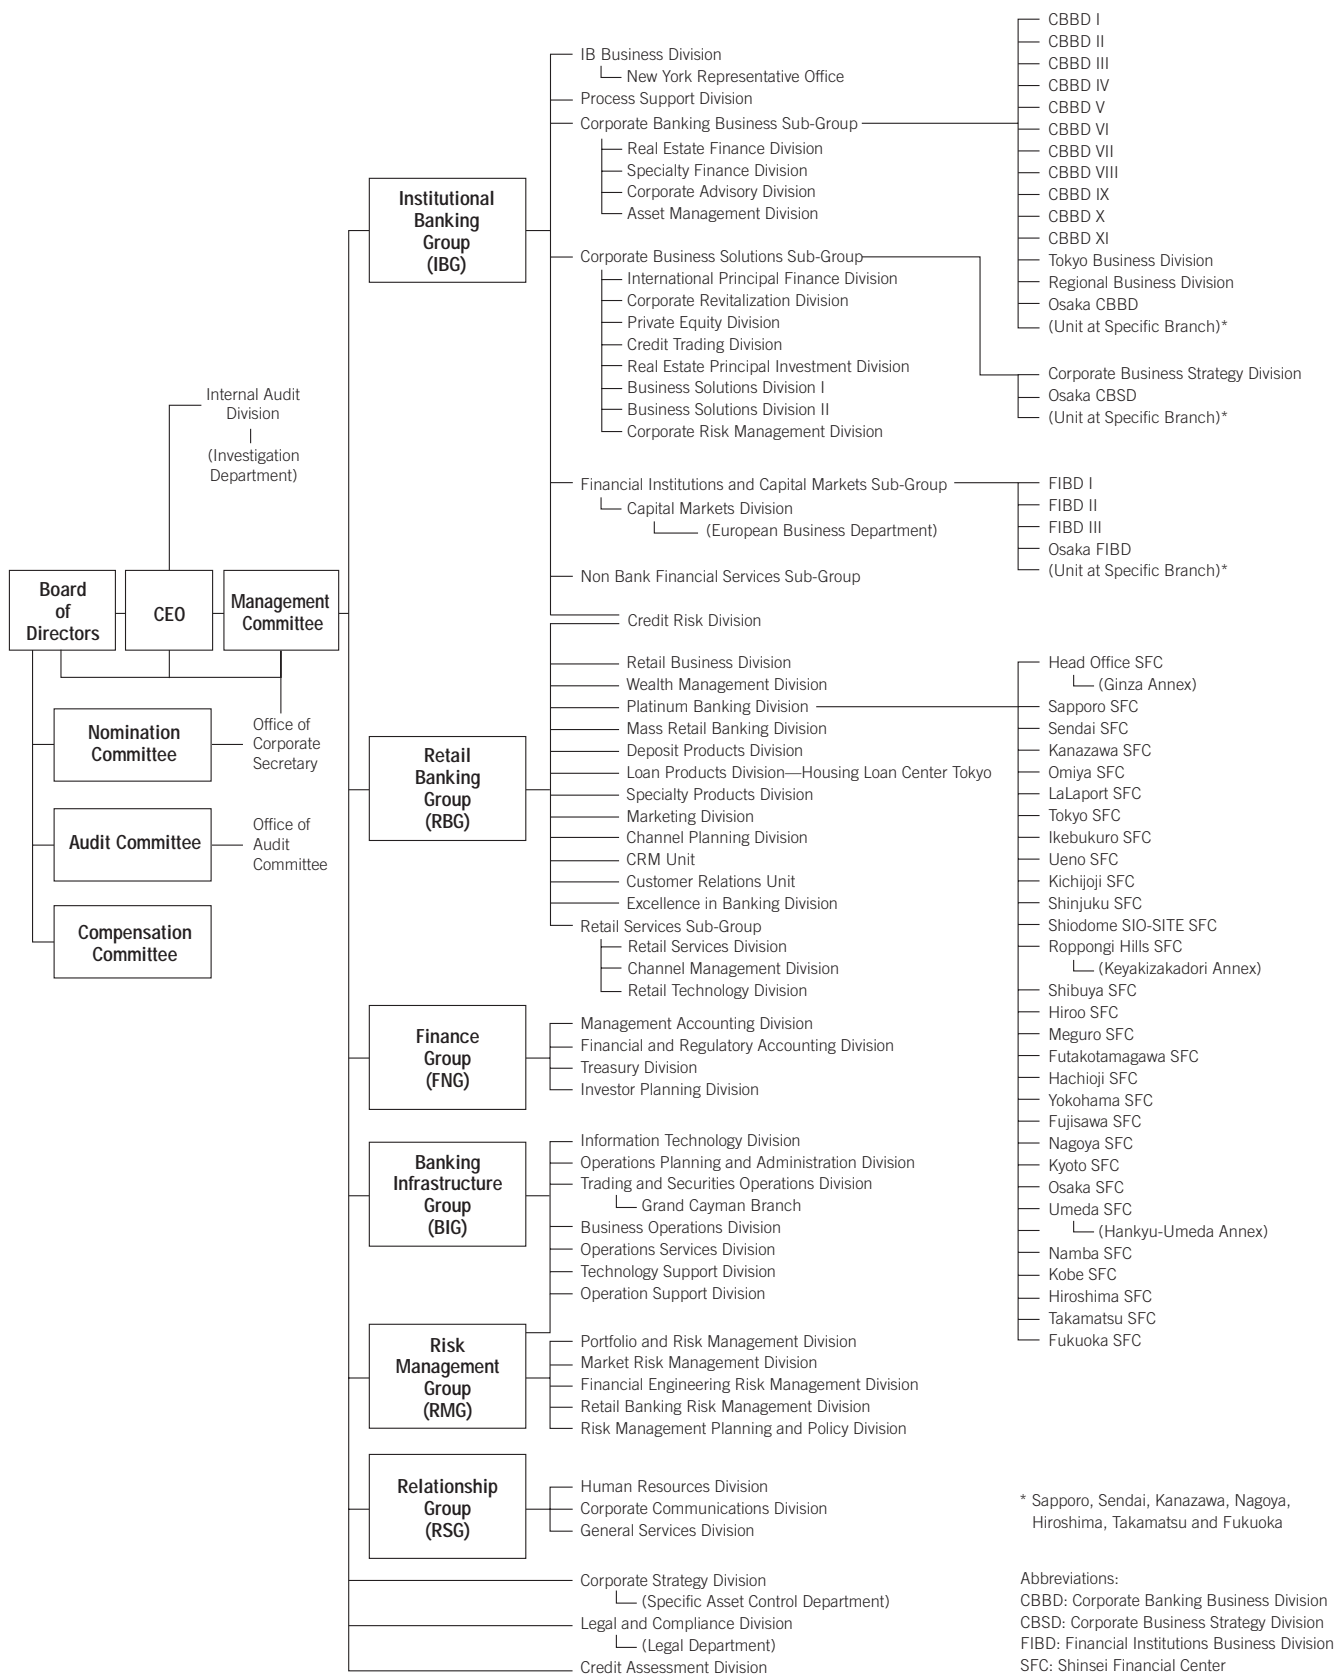 Board
of
Directors
CEO
Management
Committee
Internal Audit
Division
(Investigation
Department)
Nomination
Committee
Office of
Corporate
Secretary
Audit Committee
Office of
Audit
Committee
Compensation
Committee
Institutional
Banking
Group
(IBG)
IB Business Division
New York Representative Office
Process Support Division
Corporate Banking Business Sub-Group
Real Estate Finance Division
Specialty Finance Division
Corporate Advisory Division
Asset Management Division
CBBD I
CBBD II
CBBD III
CBBD IV
CBBD V
CBBD VI
CBBD VII
CBBD VIII
CBBD IX
CBBD X
CBBD XI
Tokyo Business Division
Regional Business Division
Osaka CBBD
(Unit at Specific Branch)*
Corporate Business Solutions Sub-Group
International Principal Finance Division
Corporate Revitalization Division
Private Equity Division
Credit Trading Division
Real Estate Principal Investment Division
Business Solutions Division I
Business Solutions Division II
Corporate Risk Management Division
Corporate Business Strategy Division
Osaka CBSD
(Unit at Specific Branch)*
Financial Institutions and Capital Markets Sub-Group
Capital Markets Division
(European Business Department)
FIBD I
FIBD II
FIBD III
Osaka FIBD
(Unit at Specific Branch)*
Non Bank Financial Services Sub-Group
Credit Risk Division
Retail
Banking
Group
(RBG)
Retail Business Division
Wealth Management Division
Platinum Banking Division
Mass Retail Banking Division
Deposit Products Division
Loan Products Division—Housing Loan Center Tokyo
Specialty Products Division
Marketing Division
Channel Planning Division
CRM Unit
Customer Relations Unit
Excellence in Banking Division
Retail Services Sub-Group
Retail Services Division
Channel Management Division
Retail Technology Division
Head Office SFC
(Ginza Annex)
Sapporo SFC
Sendai SFC
Kanazawa SFC
Omiya SFC
LaLaport SFC
Tokyo SFC
Ikebukuro SFC
Ueno SFC
Kichijoji SFC
Shinjuku SFC
Shiodome SIO-SITE SFC
Roppongi Hills SFC
(Keyakizakadori Annex)
Shibuya SFC
Hiroo SFC
Meguro SFC
Futakotamagawa SFC
Hachioji SFC
Yokohama SFC
Fujisawa SFC
Nagoya SFC
Kyoto SFC
Osaka SFC
Umeda SFC
(Hankyu-Umeda Annex)
Namba SFC
Kobe SFC
Hiroshima SFC
Takamatsu SFC
Fukuoka SFC
Finance
Group
(FNG)
Management Accounting Division
Financial and Regulatory Accounting Division
Treasury Division
Investor Planning Division
Banking
Infrastructure
Group
(BIG)
Information Technology Division
Operations Planning and Administration Division
Trading and Securities Operations Division
Grand Cayman Branch
Business Operations Division
Operations Services Division
Technology Support Division
Operation Support Division
Risk
Management
Group
(RMG)
Portfolio and Risk Management Division
Market Risk Management Division
Financial Engineering Risk Management Division
Retail Banking Risk Management Division
Risk Management Planning and Policy Division
Relationship
Group
(RSG)
Human Resources Division
Corporate Communications Division
General Services Division
Corporate Strategy Division
(Specific Asset Control Department)
Legal and Compliance Division
(Legal Department)
Credit Assessment Division
* Sapporo, Sendai, Kanazawa, Nagoya,
Hiroshima, Takamatsu and Fukuoka
Abbreviations:
CBBD: Corporate Banking Business Division
CBSD: Corporate Business Strategy Division
FIBD: Financial Institutions Business Division
SFC: Shinsei Financial Center